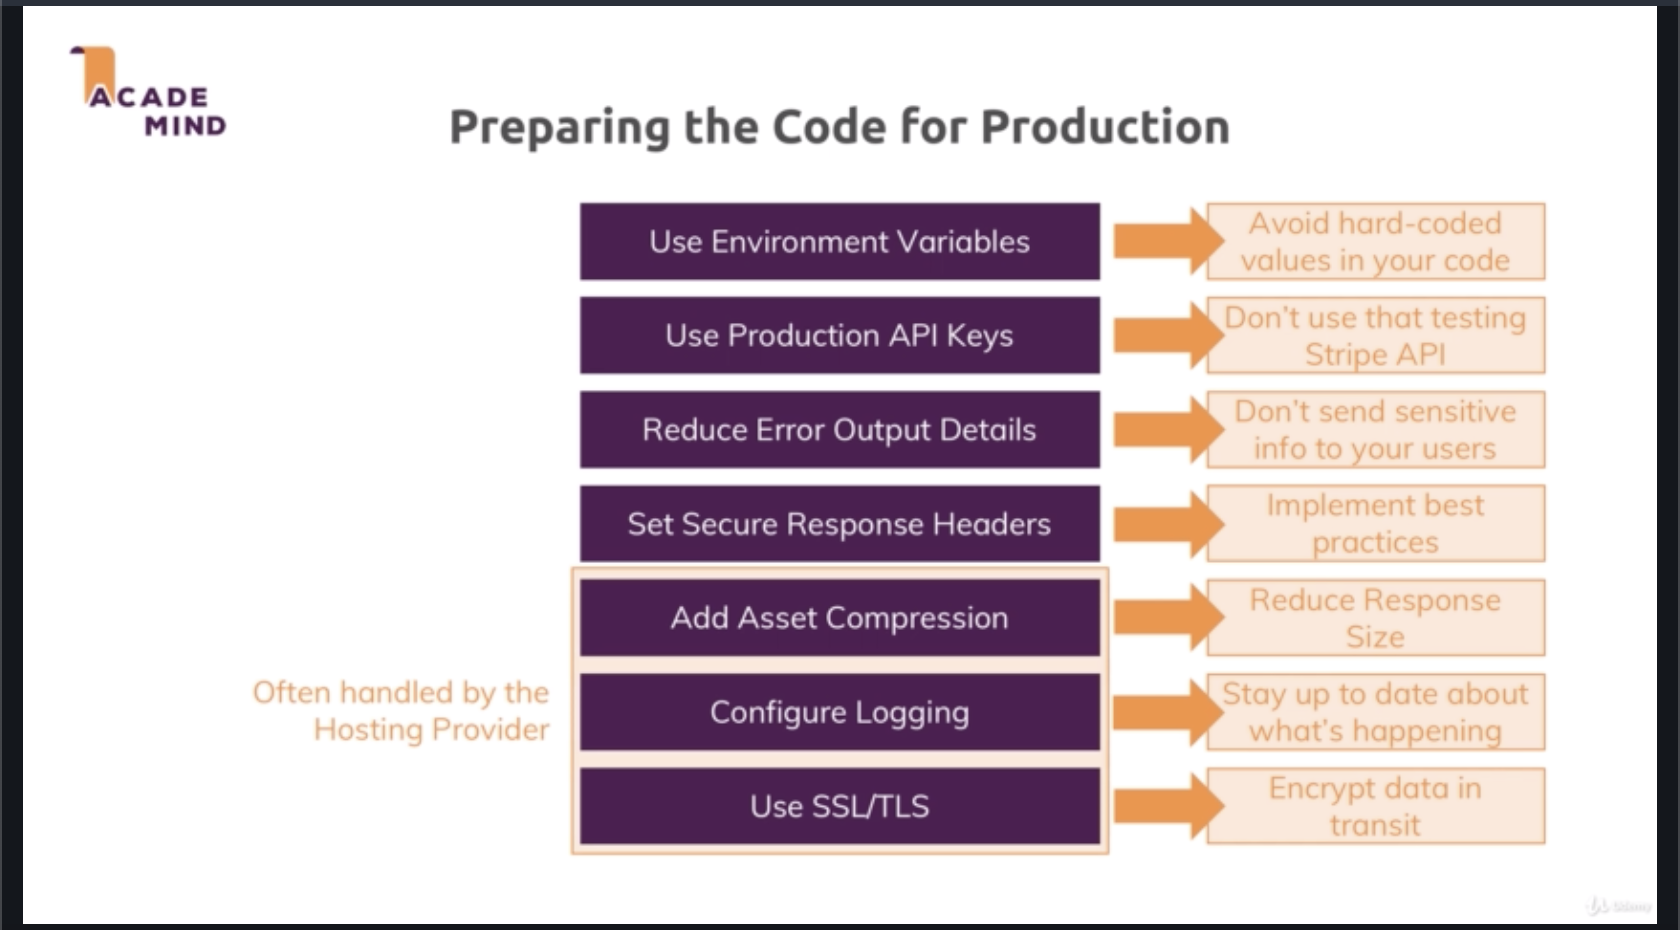 ACADE
MIND
Preparing the Code for Production
Use Environment Variables
Avoid hard-coded
values in your code
Use Production API Keys
Don't use that testing
Stripe API
Reduce Error Output Details
Don't send sensitive
info to your users
Set Secure Response Headers
Implement best
practices
Add Asset Compression
Reduce Response
Size
Often handled by the
Hosting Provider
Configure Logging
Stay up to date about
what's happening
Use SSL/TLS
Encrypt data in
transit
Udemy